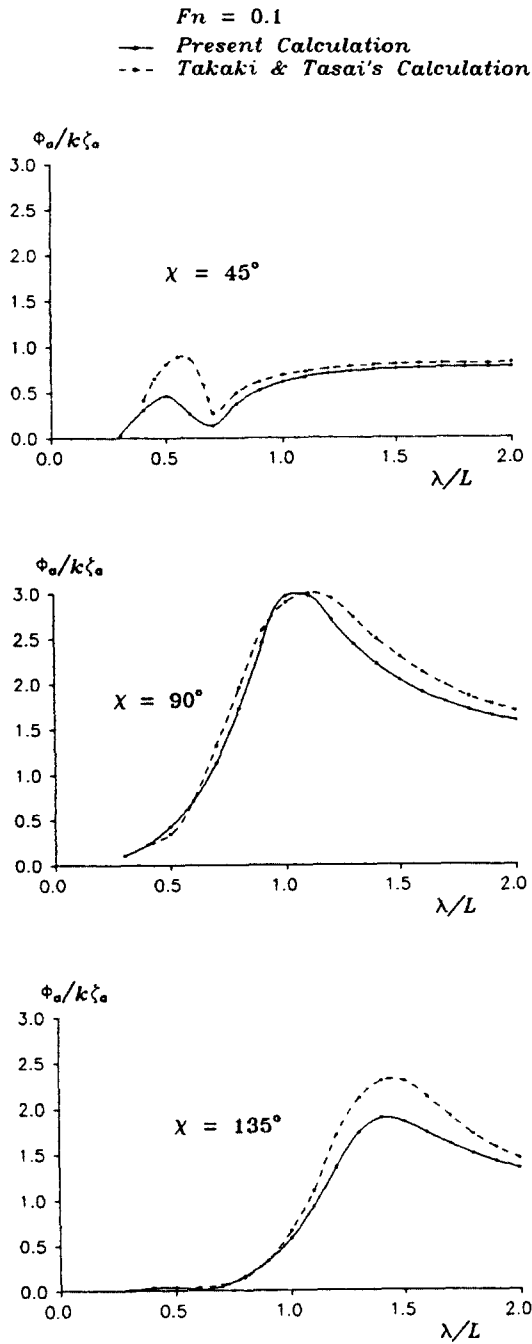 Fn = 0.1
Present Calculation
Takaki & Tasai's Calculation
Φₐ/kζₐ
3.0
2.5
2.0
χ = 45°
1.5
1.0
0.5
0.0
0.0 0.5 1.0 1.5 2.0
λ/L
Φₐ/kζₐ
3.0
2.5
2.0
χ = 90°
1.5
1.0
0.5
0.0
0.0 0.5 1.0 1.5 2.0
λ/L
Φₐ/kζₐ
3.0
2.5
2.0
χ = 135°
1.5
1.0
0.5
0.0
0.0 0.5 1.0 1.5 2.0
λ/L